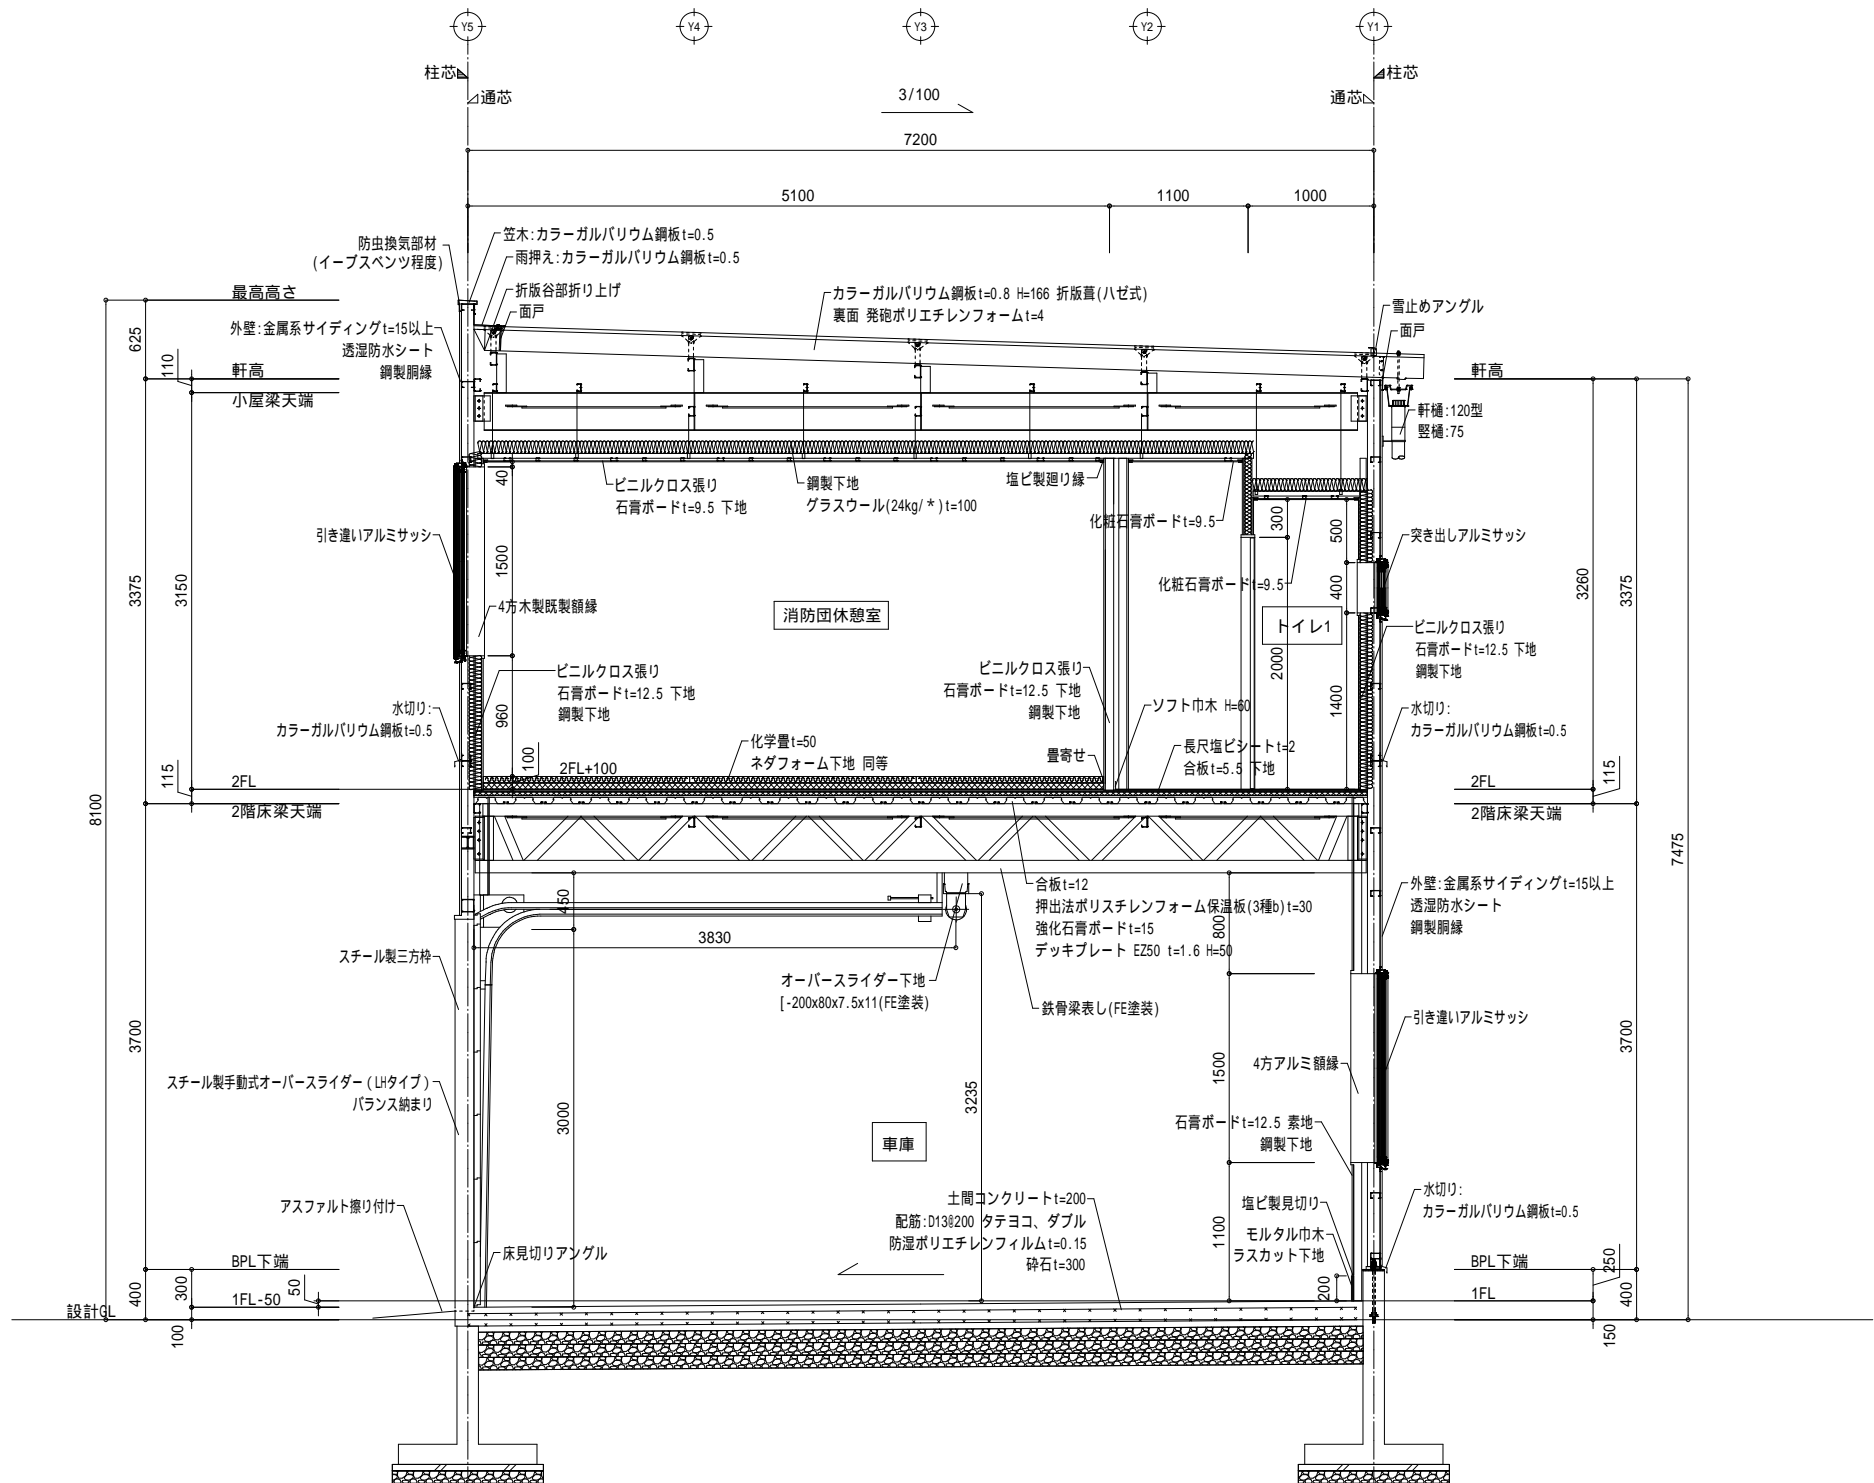 Y5
Y4
Y3
Y2
Y1
柱芯
柱芯
通芯
通芯
3/100
7200
5100
1100
1000
防虫換気部材
(イーブスベンツ程度)
笠木:カラーガルバリウム鋼板t=0.5
雨押え:カラーガルバリウム鋼板t=0.5
折版谷部折り上げ
面戸
カラーガルバリウム鋼板t=0.8 H=166 折版葺(ハゼ式)
裏面 発砲ポリエチレンフォームt=4
雪止めアングル
面戸
最高高さ
外壁:金属系サイディングt=15以上
透湿防水シート
鋼製胴縁
625
110
軒高
小屋梁天端
軒高
軒樋:120型
竪樋:75
40
ビニルクロス張り
石膏ボードt=9.5 下地
鋼製下地
グラスウール(24kg/*)t=100
塩ビ製廻り縁
化粧石膏ボードt=9.5
300
500
引き違いアルミサッシ
突き出しアルミサッシ
1500
3375
3150
4方木製既製額縁
消防団休憩室
化粧石膏ボードt=9.5
400
トイレ1
3260
3375
ビニルクロス張り
石膏ボードt=12.5 下地
鋼製下地
ビニルクロス張り
石膏ボードt=12.5 下地
鋼製下地
ビニルクロス張り
石膏ボードt=12.5 下地
鋼製下地
2000
1400
960
水切り:
カラーガルバリウム鋼板t=0.5
ソフト巾木 H=60
水切り:
カラーガルバリウム鋼板t=0.5
化学畳t=50
ネダフォーム下地 同等
100
2FL+100
畳寄せ
長尺塩ビシートt=2
合板t=5.5 下地
115
2FL
2階床梁天端
2FL
115
2階床梁天端
8100
7475
合板t=12
押出法ポリスチレンフォーム保温板(3種b)t=30
強化石膏ボードt=15
デッキプレート EZ50 t=1.6 H=50
450
800
3830
外壁:金属系サイディングt=15以上
透湿防水シート
鋼製胴縁
スチール製三方枠
オーバースライダー下地
[-200x80x7.5x11(FE塗装)
鉄骨梁表し(FE塗装)
引き違いアルミサッシ
3700
3700
1500
4方アルミ額縁
スチール製手動式オーバースライダー(LHタイプ)
バランス納まり
3000
3235
車庫
石膏ボードt=12.5 素地
鋼製下地
アスファルト擦り付け
土間コンクリートt=200
配筋:D13@200 タテヨコ、ダブル
防湿ポリエチレンフィルムt=0.15
砕石t=300
1100
塩ビ製見切り
モルタル巾木
ラスカット下地
200
水切り:
カラーガルバリウム鋼板t=0.5
床見切りアングル
BPL下端
BPL下端
250
400
300
50
1FL-50
1FL
400
設計GL
100
150